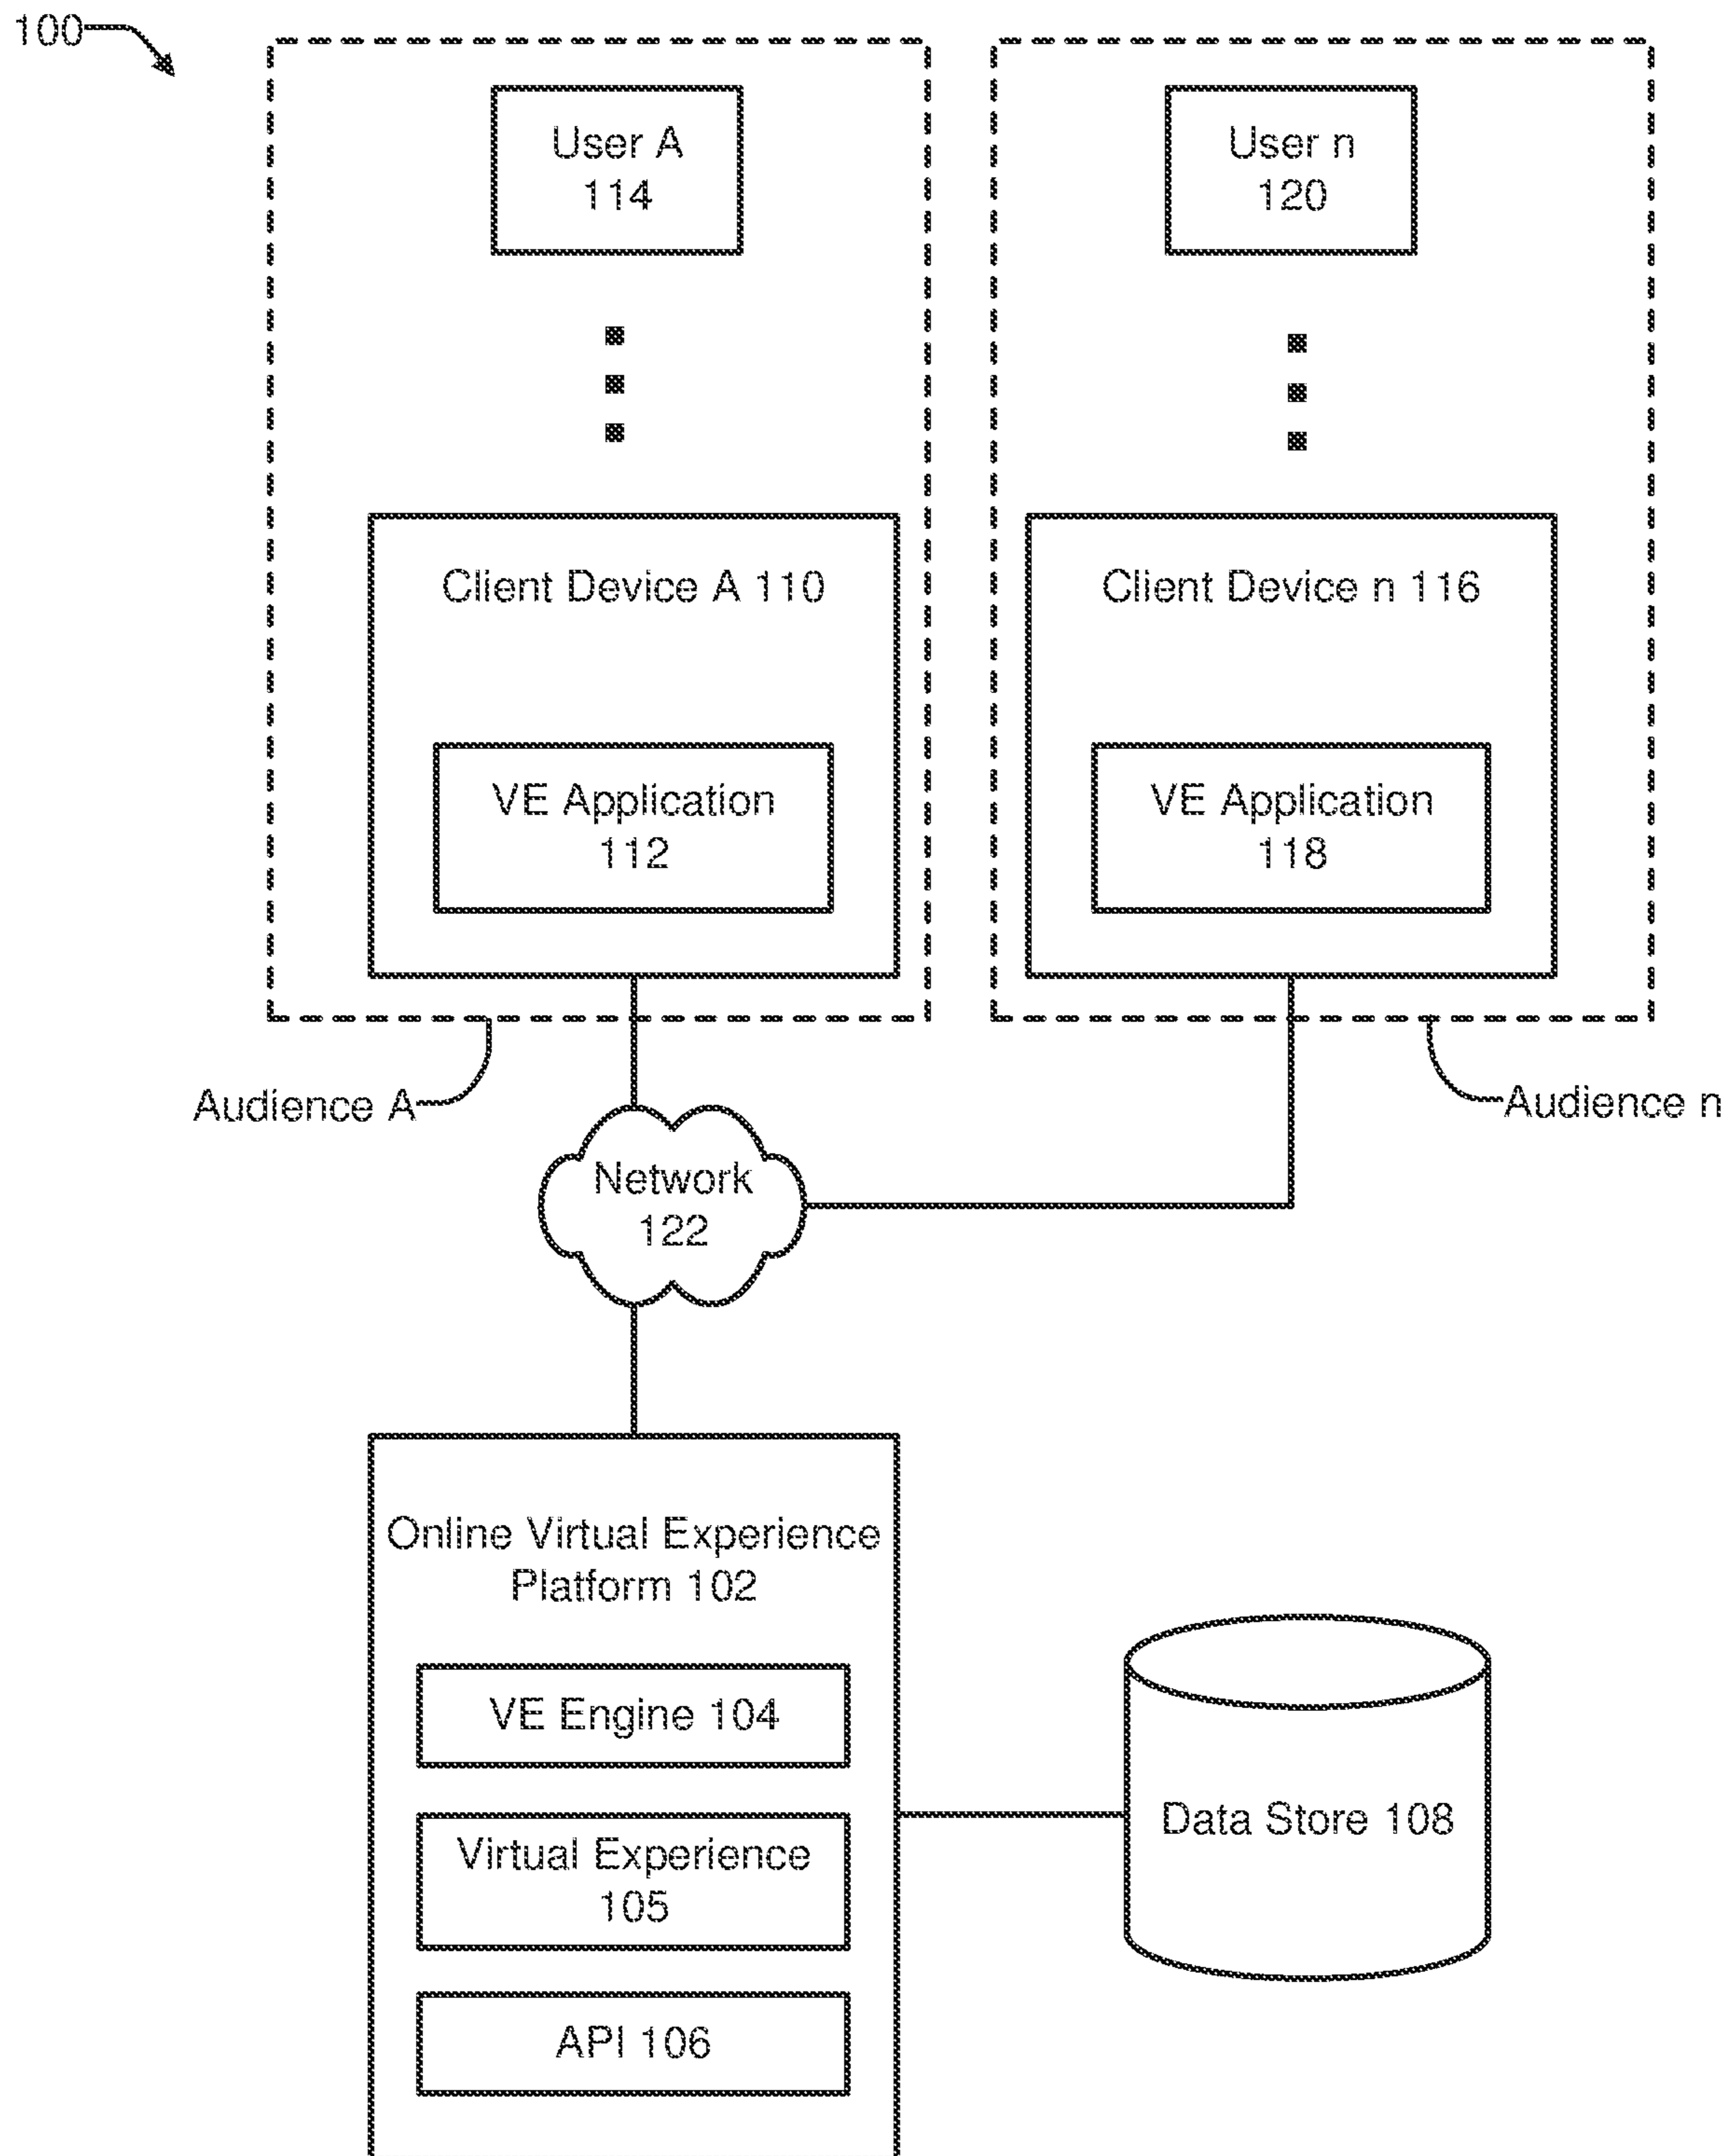 100
User A
114
User n
120
Client Device A 110
Client Device n 116
VE Application
112
VE Application
118
Audience A
Audience n
Network
122
Online Virtual Experience
Platform 102
VE Engine 104
Virtual Experience
105
API 106
Data Store 108